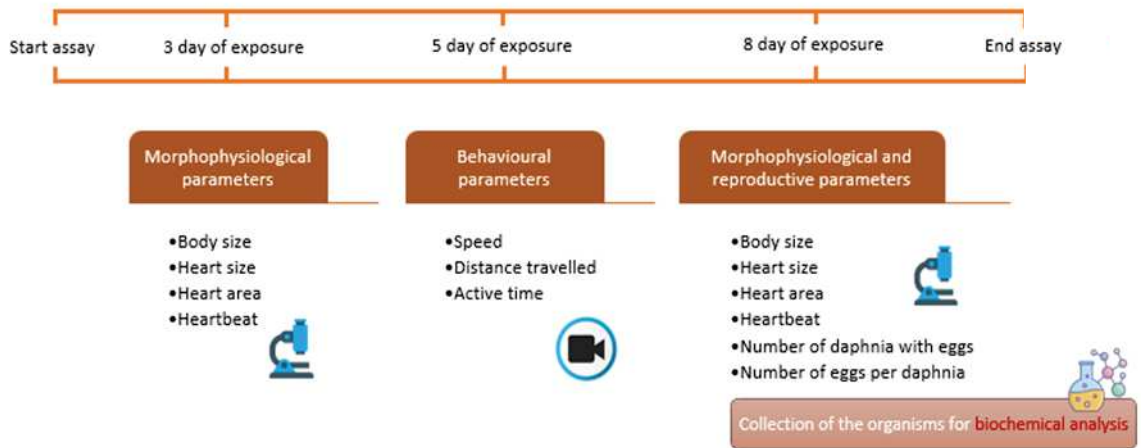 Start assay
3 day of exposure
5 day of exposure
8 day of exposure
End assay
Morphophysiological
parameters
•Body size
•Heart size
•Heart area
•Heartbeat
Behavioural
parameters
•Speed
•Distance travelled
•Active time
Morphophysiological and
reproductive parameters
•Body size
•Heart size
•Heart area
•Heartbeat
•Number of daphnia with eggs
•Number of eggs per daphnia
Collection of the organisms for biochemical analysis